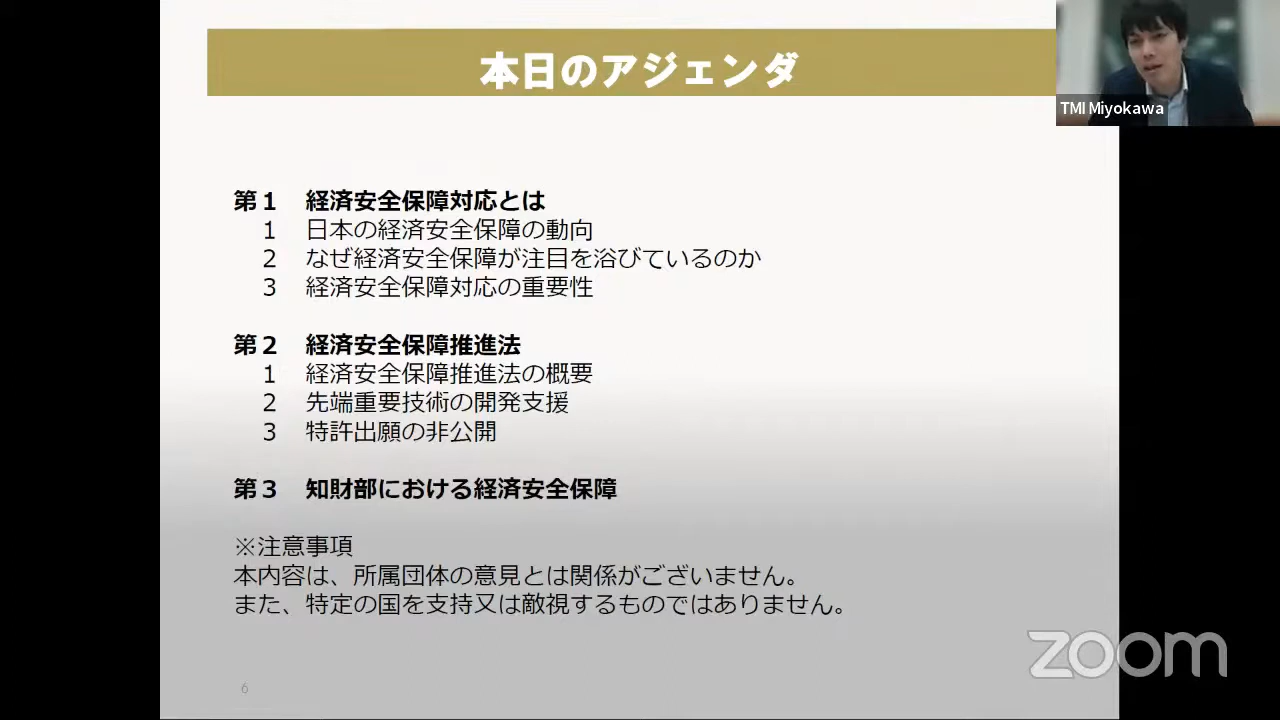 本日のアジェンダ
TMI Miyokawa
第１ 経済安全保障対応とは
1 日本の経済安全保障の動向
2 なぜ経済安全保障が注目を浴びているのか
3 経済安全保障対応の重要性
第２ 経済安全保障推進法
1 経済安全保障推進法の概要
2 先端重要技術の開発支援
3 特許出願の非公開
第３ 知財部における経済安全保障
※注意事項
本内容は、所属団体の意見とは関係がございません。
また、特定の国を支持又は敵視するものではありません。
zoom
6